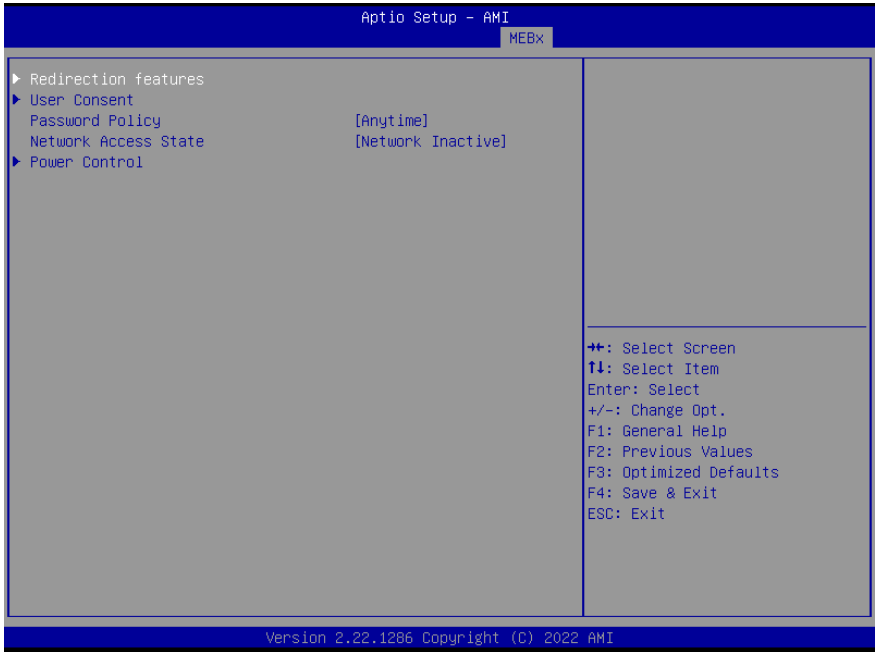 Aptio Setup – AMI
MEBx
▶ Redirection features
▶ User Consent
Password Policy [Anytime]
Network Access State [Network Inactive]
▶ Power Control
→←: Select Screen
↑↓: Select Item
Enter: Select
+/-: Change Opt.
F1: General Help
F2: Previous Values
F3: Optimized Defaults
F4: Save & Exit
ESC: Exit
Version 2.22.1286 Copyright (C) 2022 AMI